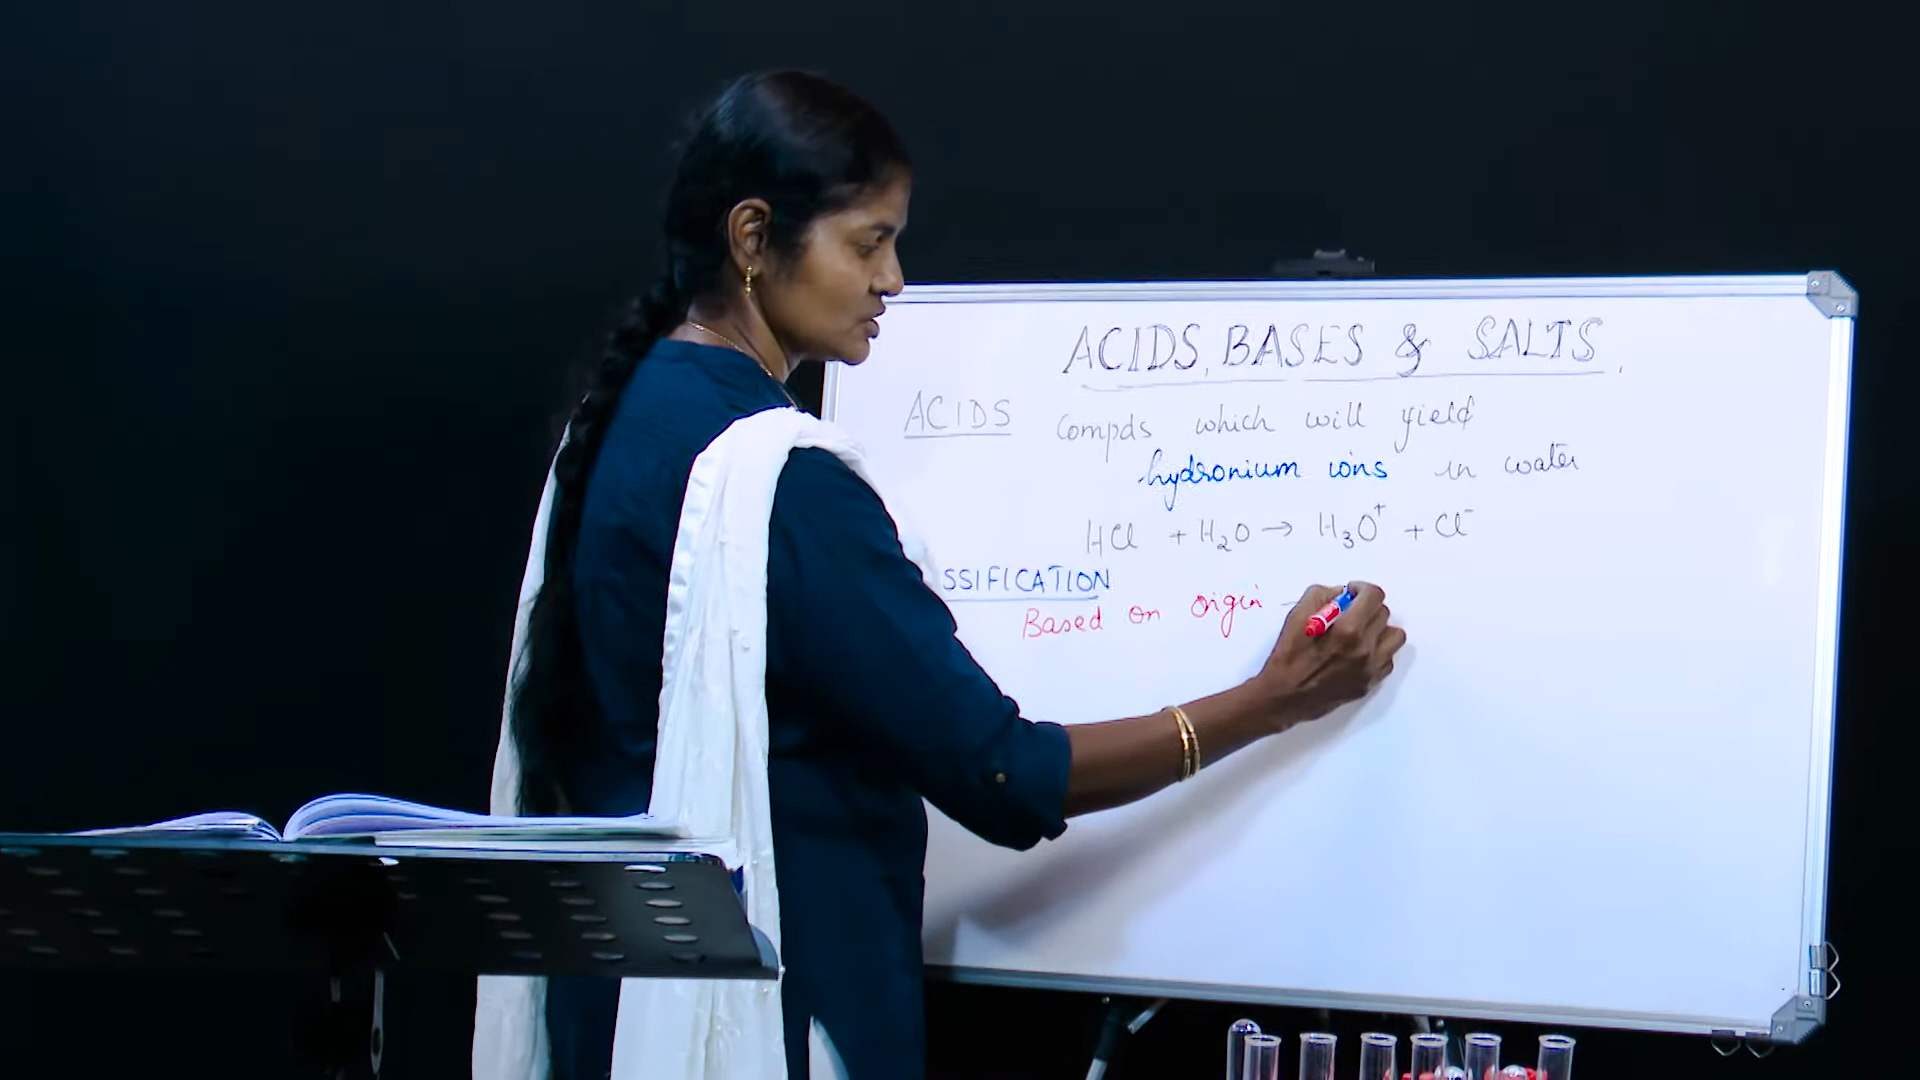 ACIDS, BASES & SALTS.
ACIDS Compds which will yield
hydronium ions in water
HCl + H₂O → H₃O⁺ + Cl⁻
SSIFICATION
Based on origin